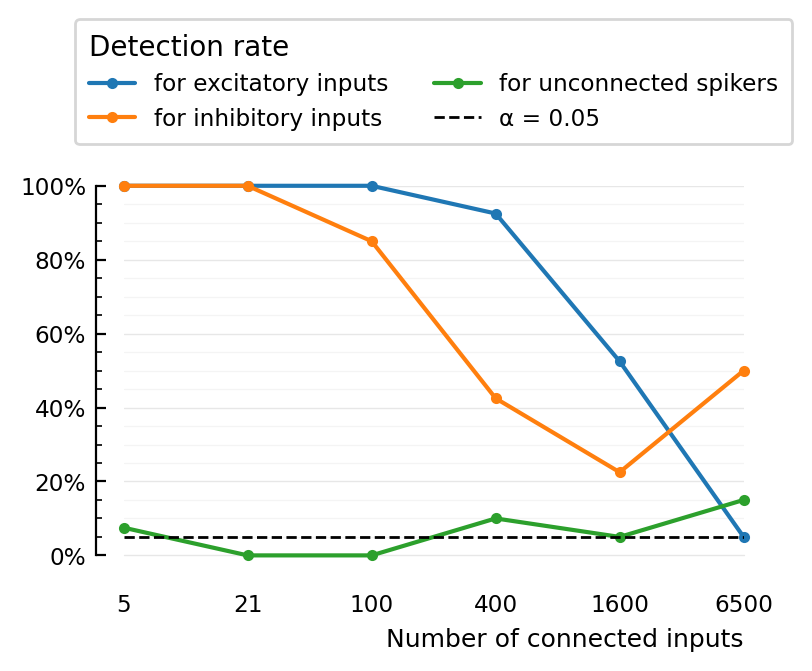 Detection rate
for excitatory inputs
for inhibitory inputs
for unconnected spikers
α = 0.05
100%
80%
60%
40%
20%
0%
5 21 100 400 1600 6500
Number of connected inputs